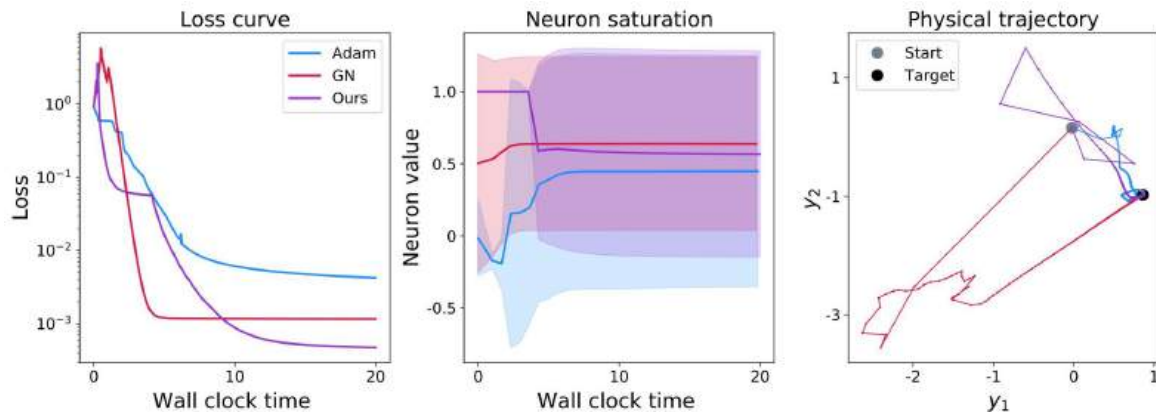 Loss curve
Loss
10⁰
10⁻¹
10⁻²
10⁻³
0
10
20
Wall clock time
Adam
GN
Ours
Neuron saturation
Neuron value
1.0
0.5
0
-0.5
0
10
20
Wall clock time
Physical trajectory
y₂
1
-1
-3
-2
-1
0
1
y₁
Start
Target